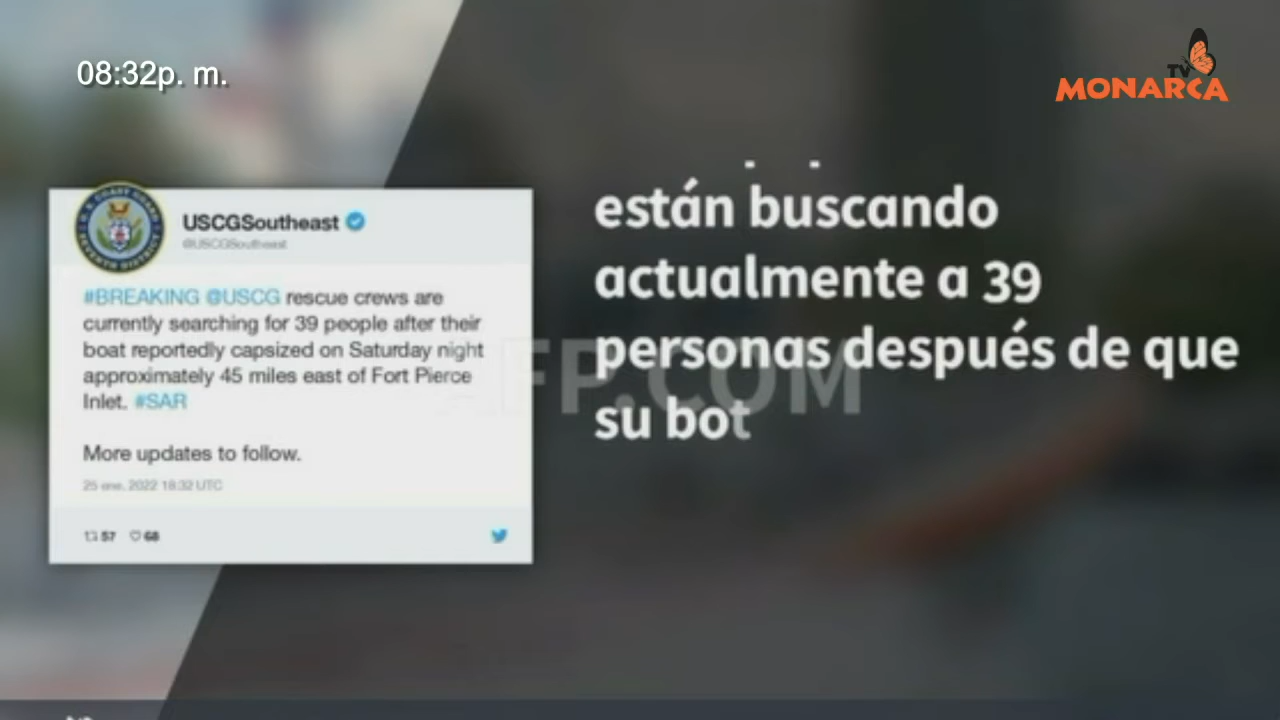 08:32p. m.
TV
MONARCA
USCGSoutheast
@USCGSoutheast
#BREAKING @USCG rescue crews are
currently searching for 39 people after their
boat reportedly capsized on Saturday night
approximately 45 miles east of Fort Pierce
Inlet. #SAR
More updates to follow.
25 ene. 2022 18:32 UTC
57 68
están buscando
actualmente a 39
personas después de que
su bot
AFP.COM